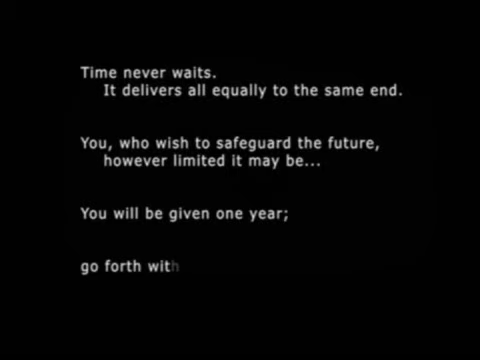 Time never waits.
It delivers all equally to the same end.
You, who wish to safeguard the future,
however limited it may be...
You will be given one year;
go forth with